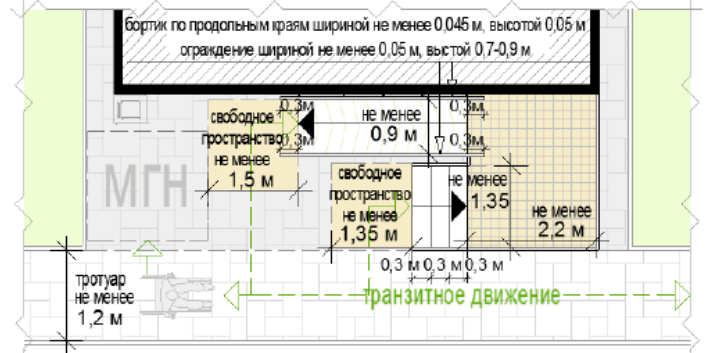 бортик по продольным краям шириной не менее 0,045 м, высотой 0,05 м
ограждение шириной не менее 0,05 м, выстой 0,7-0,9 м
0,3м
0,3м
свободное
пространство
не менее
1,5 м
не менее
0,9 м
0,3м
0,3м
МГН
свободное
пространство
не менее
1,35 м
не менее
1,35
не менее
2,2 м
0,3 м 0,3 м 0,3 м
тротуар
не менее
1,2 м
транзитное движение